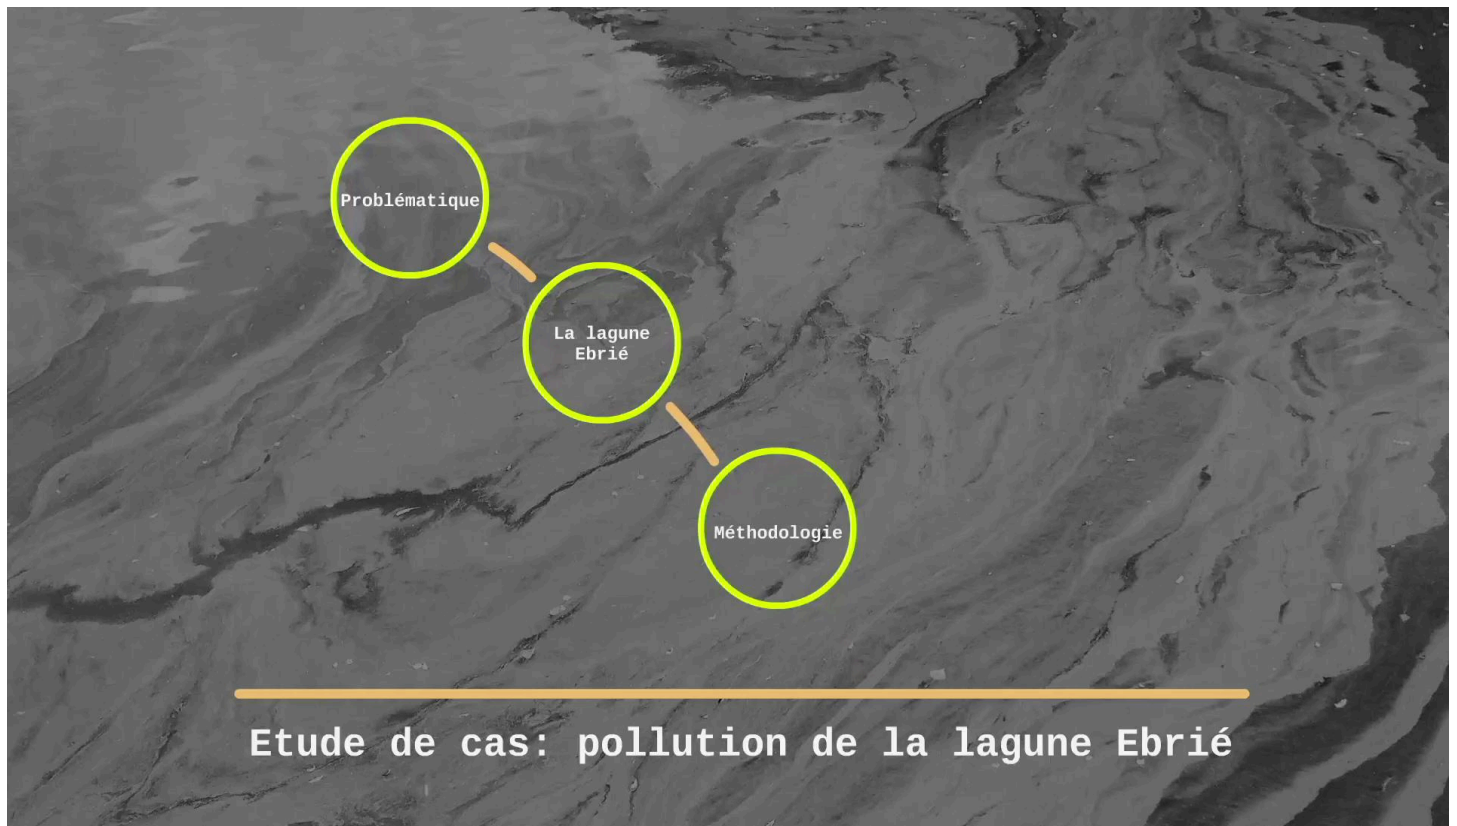 Problématique
La lagune
Ebrié
Méthodologie
Etude de cas: pollution de la lagune Ebrié